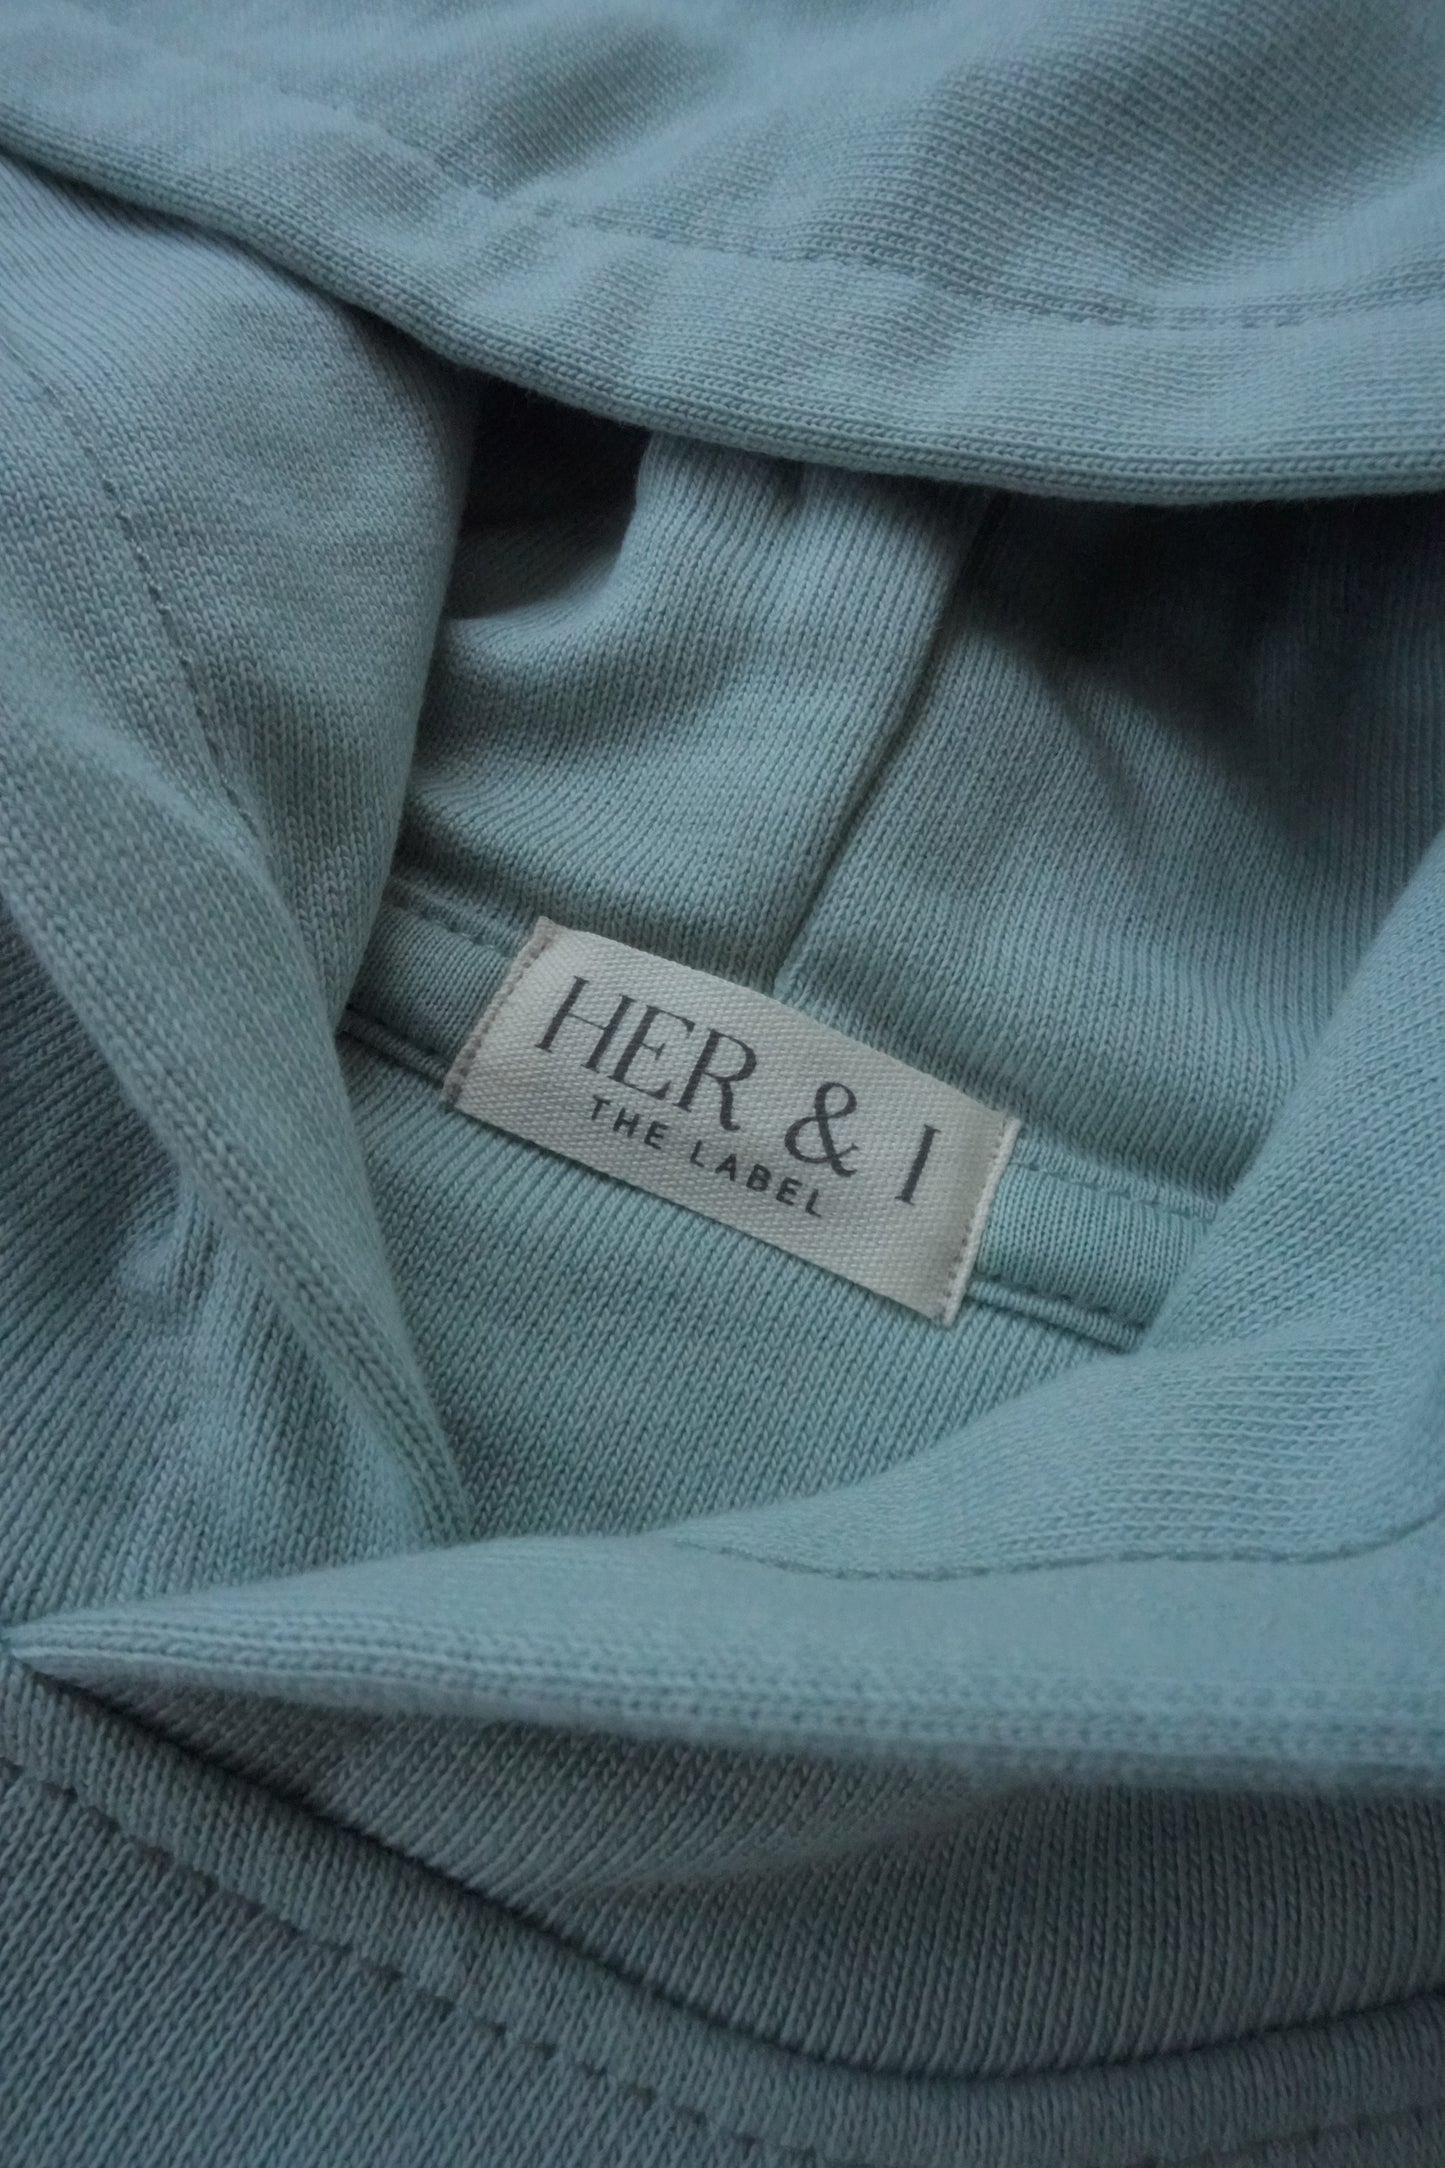 HER & I
THE LABEL